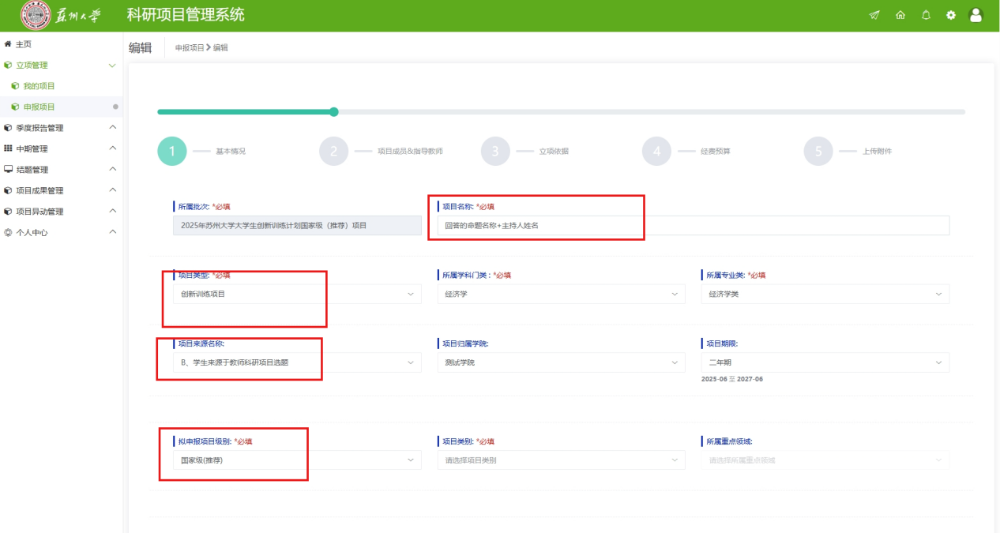 苏州大学 科研项目管理系统
主页
立项管理
我的项目
申报项目
季度报告管理
中期管理
结题管理
项目成果管理
项目异动管理
个人中心
编辑 申报项目 编辑
1 基本情况 2 项目成员&指导教师 3 立项依据 4 经费预算 5 上传附件
所属批次: *必填 项目名称: *必填
2025年苏州大学大学生创新训练计划国家级（推荐）项目 回答的命题名称+主持人姓名
项目类型: *必填 所属学科门类 : *必填 所属专业类: *必填
创新训练项目 经济学 经济学类
项目来源名称: 项目归属学院: 项目期限:
B、学生来源于教师科研项目选题 测试学院 二年期
2025-06 至 2027-06
拟申报项目级别: *必填 项目类别: *必填 所属重点领域:
国家级(推荐) 请选择项目类别 请选择所属重点领域